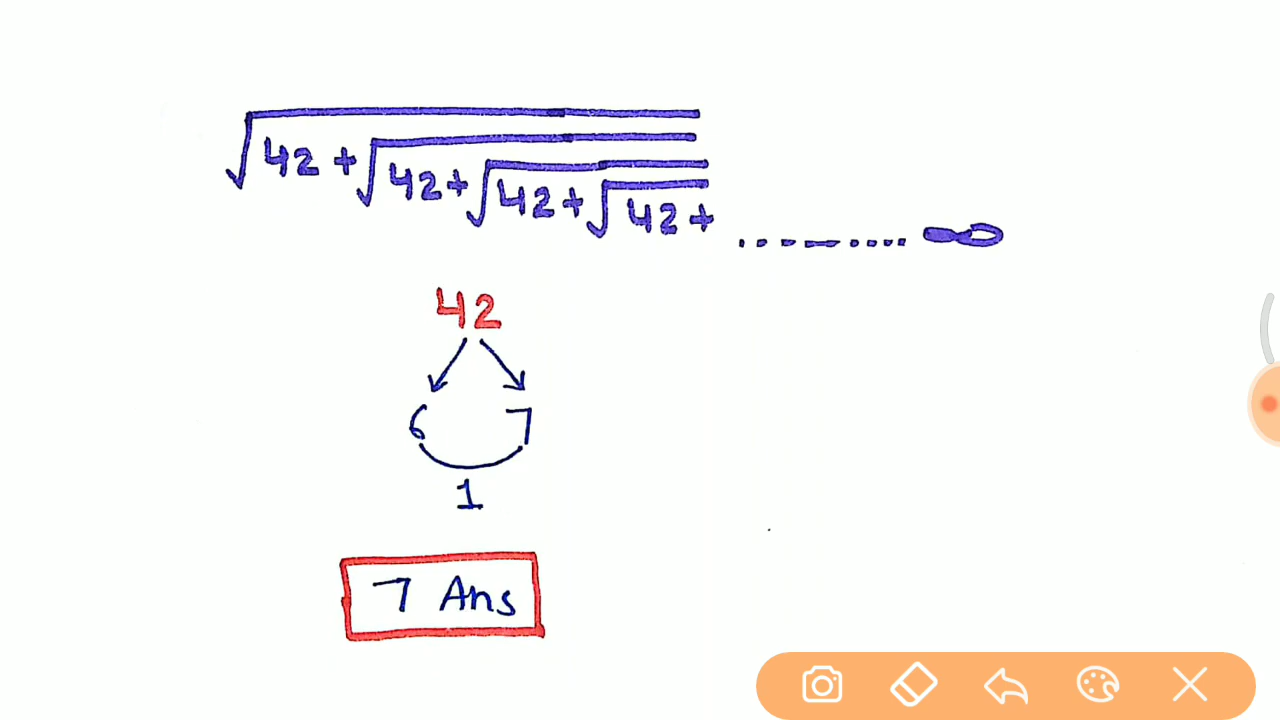 √42 + √42 + √42 + √42 + .......... ∞
42
6 7
1
7 Ans